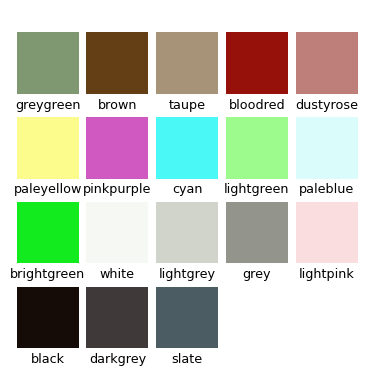 greygreen brown taupe bloodred dustyrose
paleyellow pinkpurple cyan lightgreen paleblue
brightgreen white lightgrey grey lightpink
black darkgrey slate